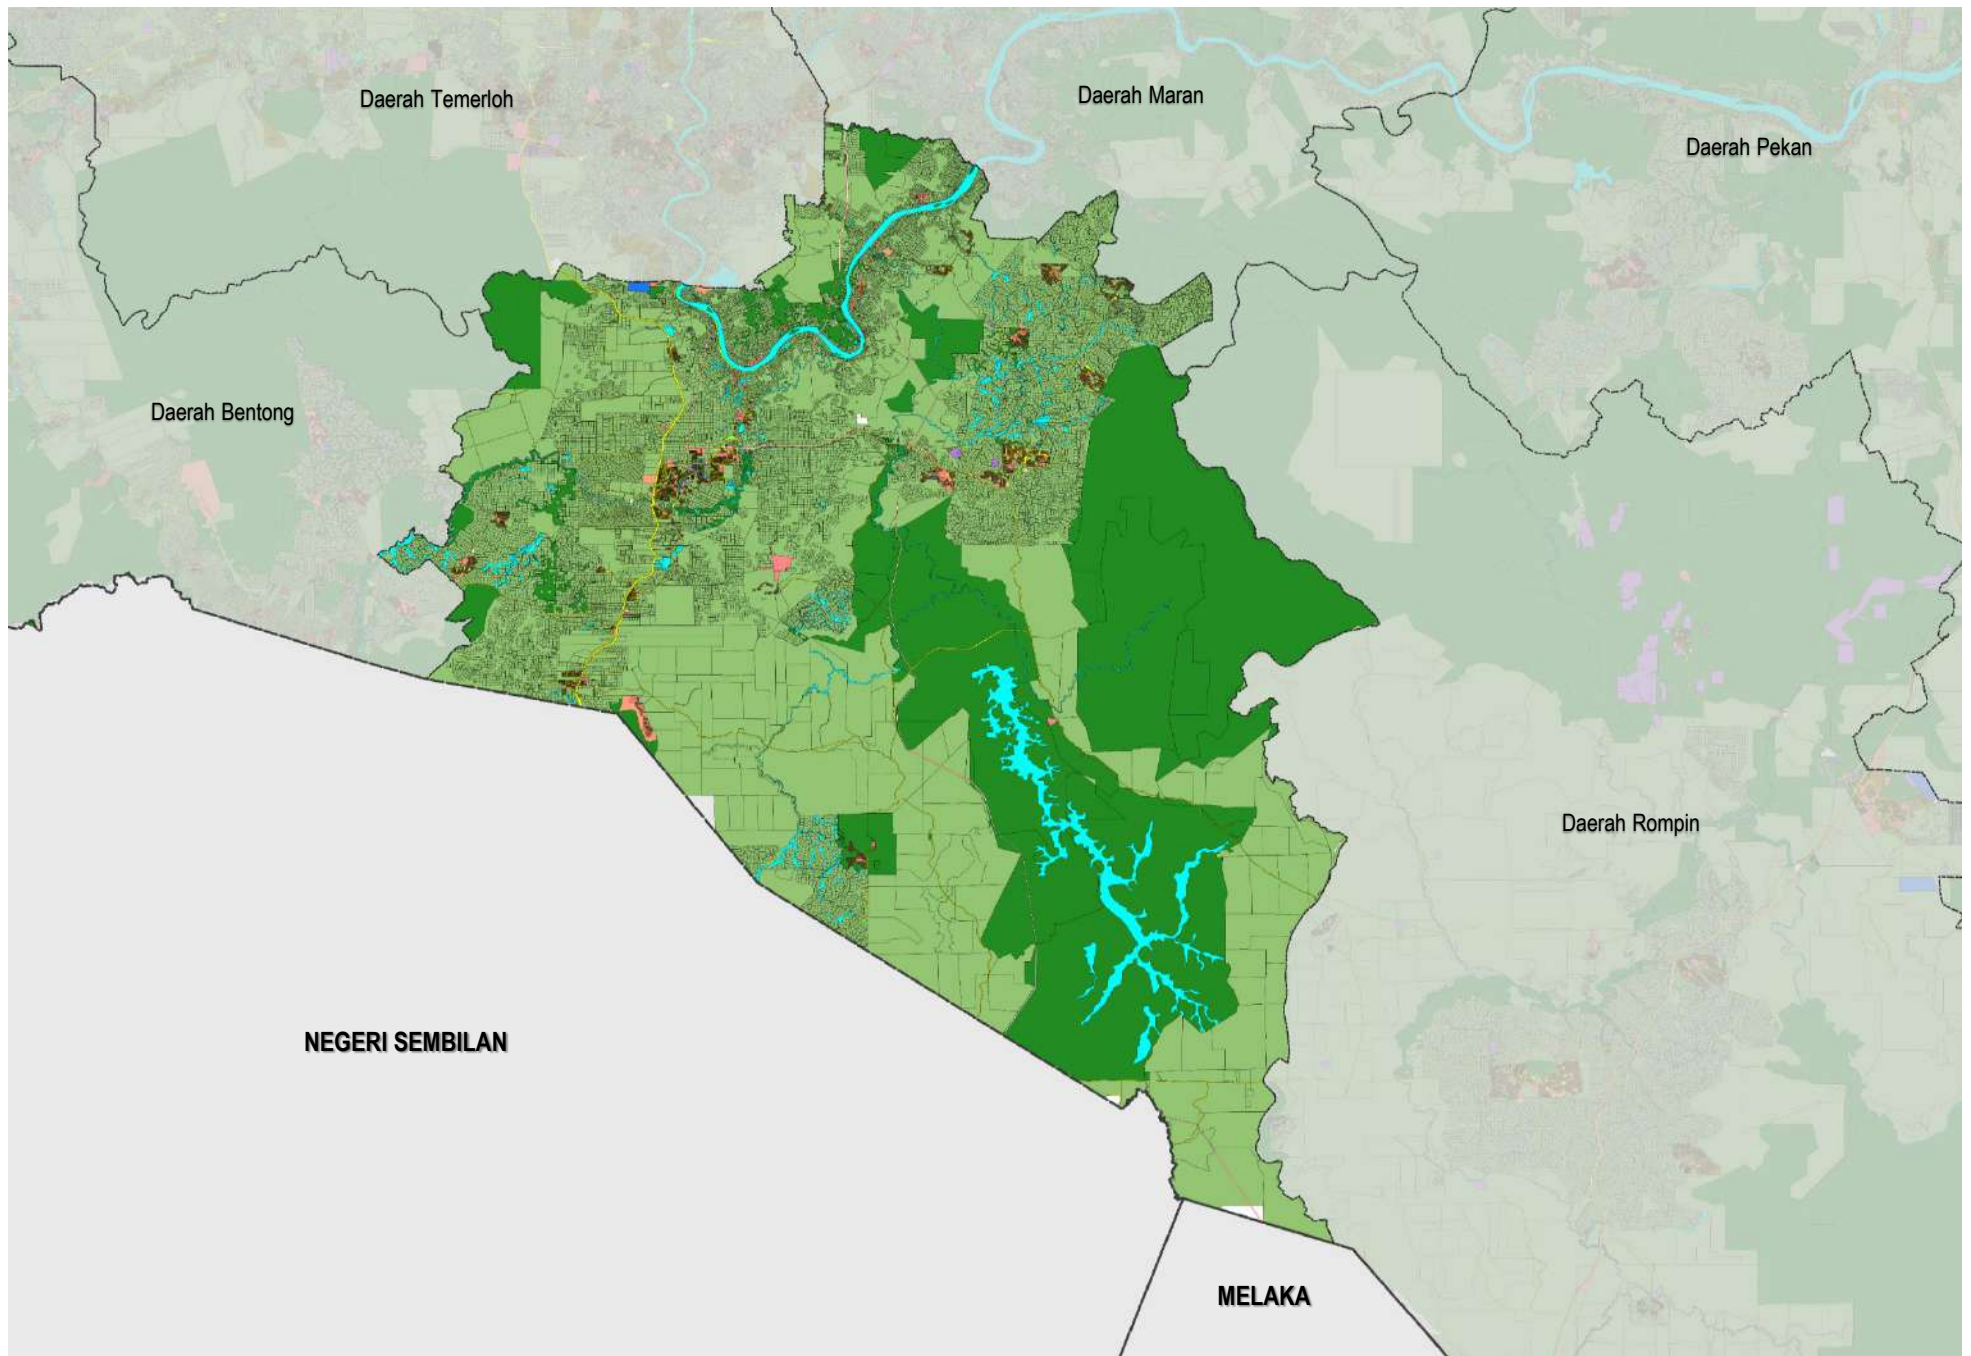 Daerah Temerloh
Daerah Maran
Daerah Pekan
Daerah Bentong
Daerah Rompin
NEGERI SEMBILAN
MELAKA